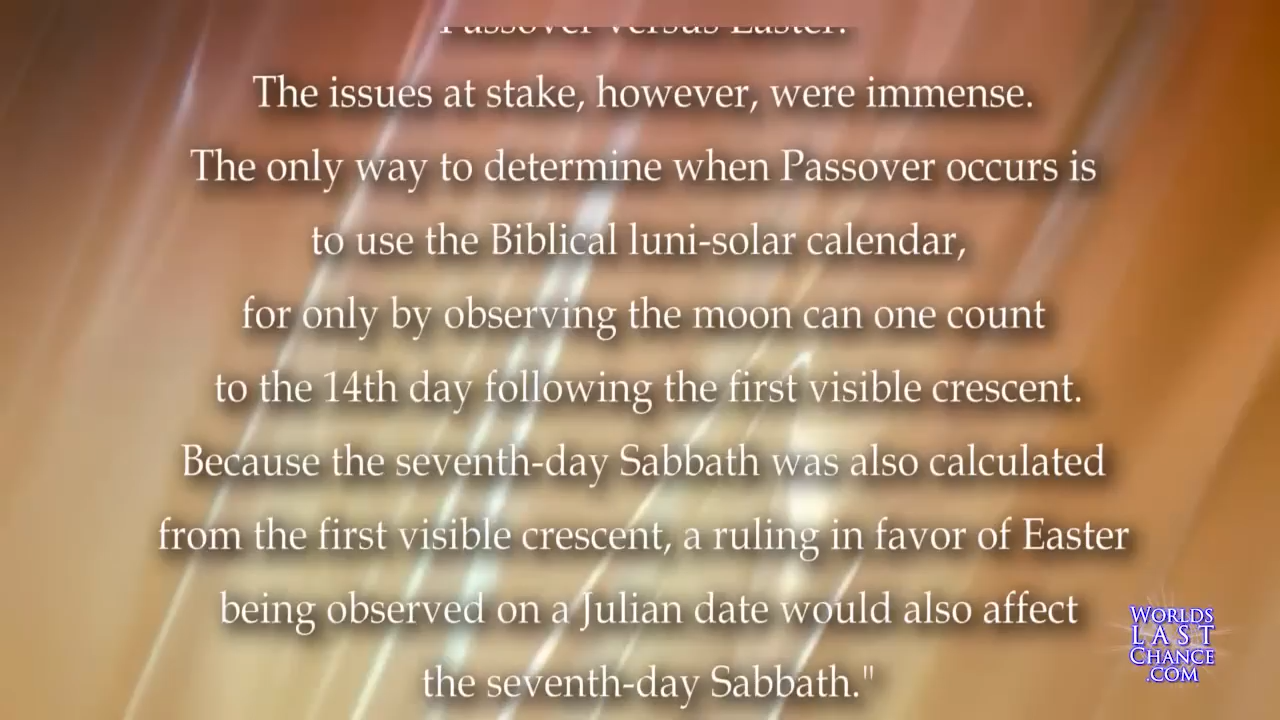 Passover versus Easter.
The issues at stake, however, were immense.
The only way to determine when Passover occurs is
to use the Biblical luni-solar calendar,
for only by observing the moon can one count
to the 14th day following the first visible crescent.
Because the seventh-day Sabbath was also calculated
from the first visible crescent, a ruling in favor of Easter
being observed on a Julian date would also affect
the seventh-day Sabbath."
WORLDS
LAST
CHANCE
.COM